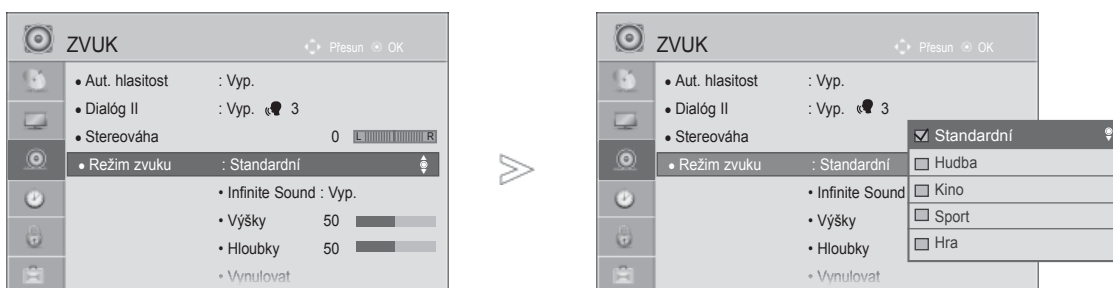 ZVUK
Přesun OK
• Aut. hlasitost : Vyp.
• Dialóg II : Vyp. 3
• Stereováha 0 L R
• Režim zvuku : Standardní
• Infinite Sound : Vyp.
• Výšky 50
• Hloubky 50
• Vynulovat
ZVUK
Přesun OK
• Aut. hlasitost : Vyp.
• Dialóg II : Vyp. 3
• Stereováha
• Režim zvuku : Standardní
• Infinite Sound
• Výšky
• Hloubky
• Vynulovat
Standardní
Hudba
Kino
Sport
Hra